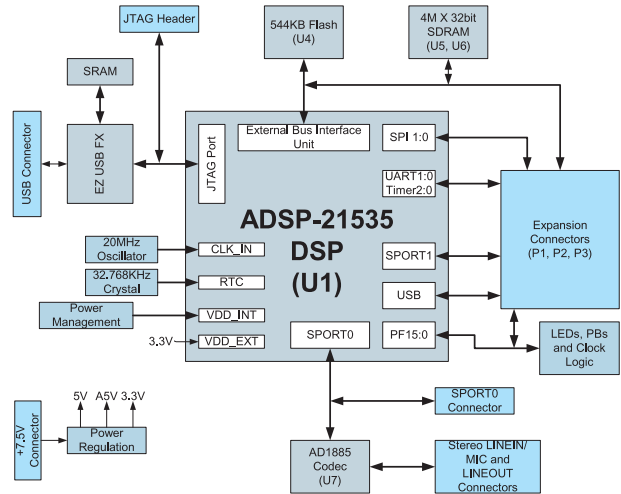 JTAG Header
544KB Flash
(U4)
4M X 32bit
SDRAM
(U5, U6)
SRAM
USB Connector
EZ USB FX
JTAG Port
External Bus Interface
Unit
SPI 1:0
UART1:0
Timer2:0
ADSP-21535
DSP
(U1)
Expansion
Connectors
(P1, P2, P3)
20MHz
Oscillator
CLK_IN
SPORT1
32.768KHz
Crystal
RTC
USB
Power
Management
VDD_INT
3.3V
VDD_EXT
SPORT0
PF15:0
LEDs, PBs
and Clock
Logic
5V
A5V
3.3V
+7.5V
Connector
Power
Regulation
SPORT0
Connector
AD1885
Codec
(U7)
Stereo LINEIN/
MIC and
LINEOUT
Connectors